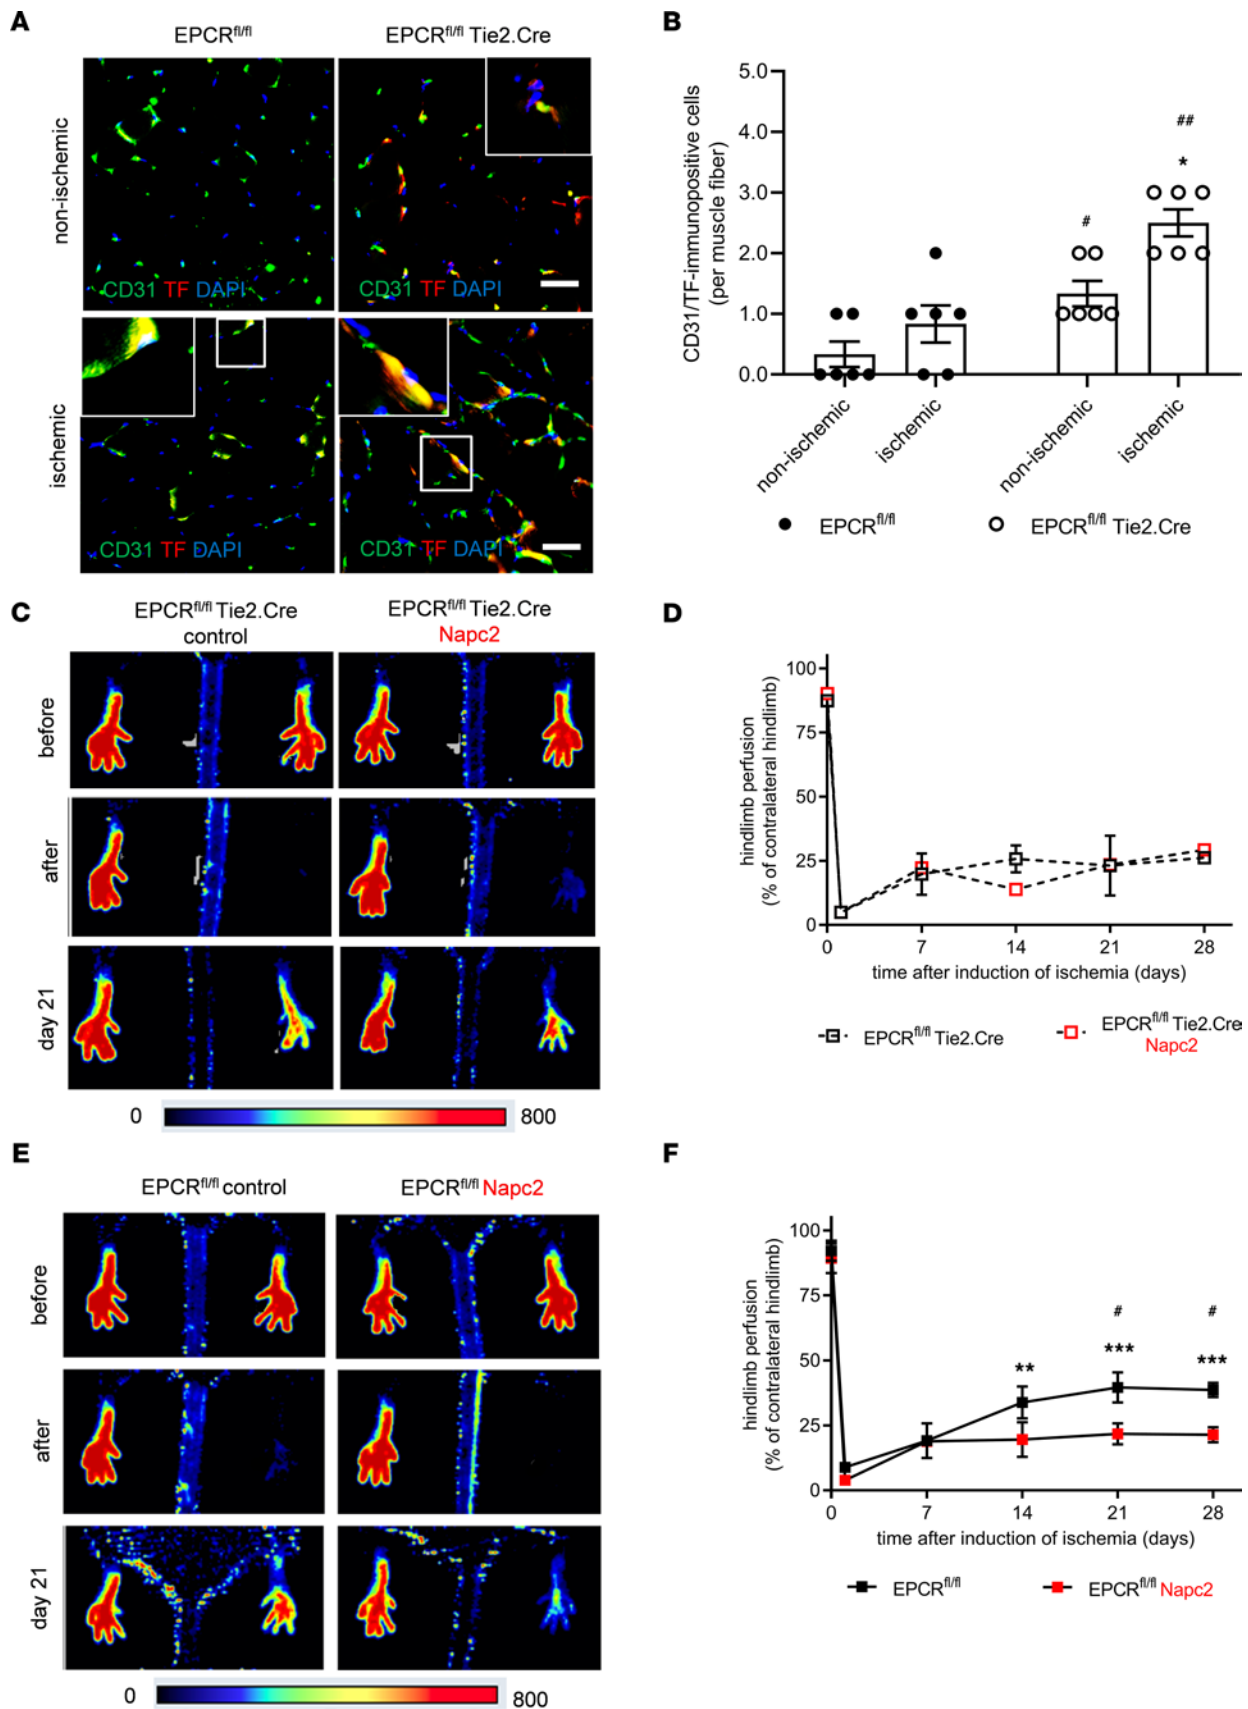 A
EPCRfl/fl
EPCRfl/fl Tie2.Cre
non-ischemic
CD31 TF DAPI
CD31 TF DAPI
ischemic
CD31 TF DAPI
CD31 TF DAPI
B
CD31/TF-immunopositive cells
(per muscle fiber)
5.0
4.0
3.0
2.0
1.0
0.0
#
##
*
non-ischemic
ischemic
non-ischemic
ischemic
EPCRfl/fl
EPCRfl/fl Tie2.Cre
C
EPCRfl/fl Tie2.Cre
control
EPCRfl/fl Tie2.Cre
Napc2
before
after
day 21
0
800
D
hindlimb perfusion
(% of contralateral hindlimb)
100
75
50
25
0
0 7 14 21 28
time after induction of ischemia (days)
EPCRfl/fl Tie2.Cre
EPCRfl/fl Tie2.Cre
Napc2
E
EPCRfl/fl control
EPCRfl/fl Napc2
before
after
day 21
0
800
F
hindlimb perfusion
(% of contralateral hindlimb)
100
75
50
25
0
# #
** *** ***
0 7 14 21 28
time after induction of ischemia (days)
EPCRfl/fl
EPCRfl/fl Napc2